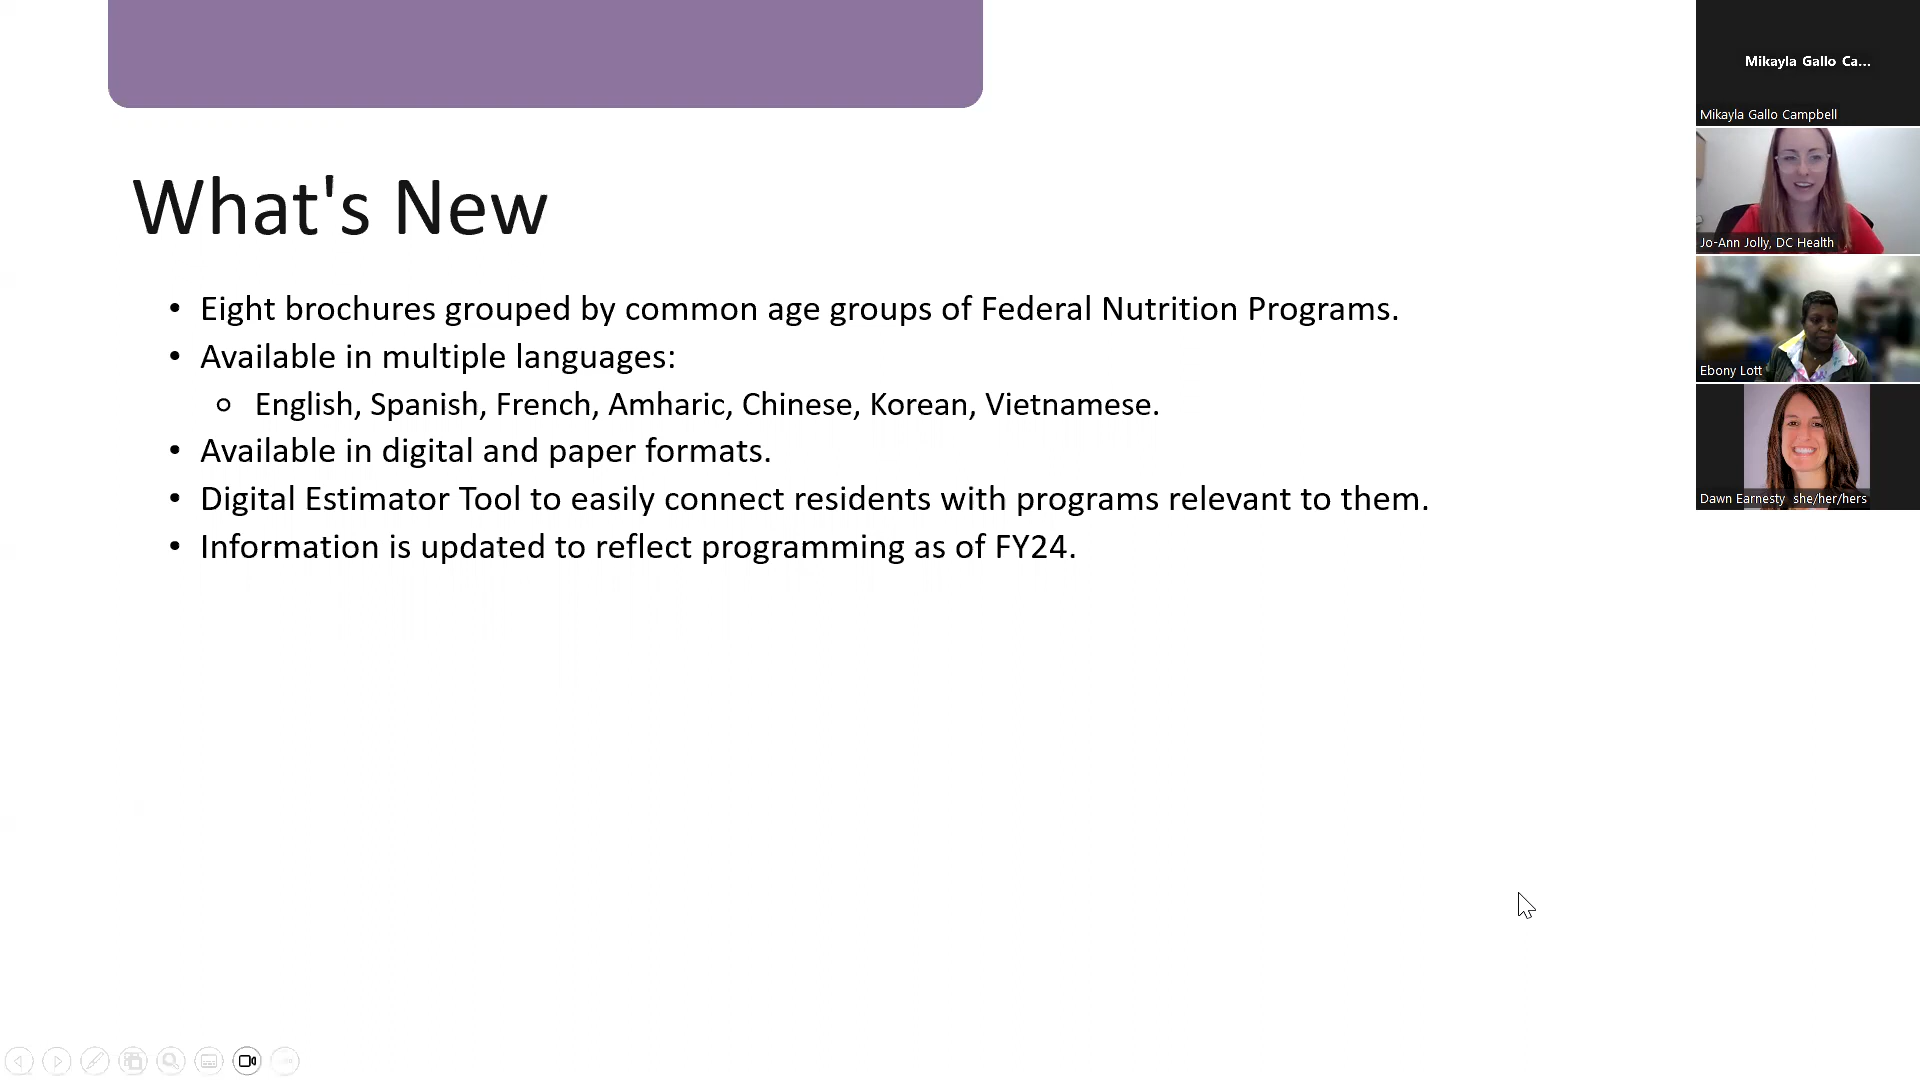 What's New
• Eight brochures grouped by common age groups of Federal Nutrition Programs.
• Available in multiple languages:
o English, Spanish, French, Amharic, Chinese, Korean, Vietnamese.
• Available in digital and paper formats.
• Digital Estimator Tool to easily connect residents with programs relevant to them.
• Information is updated to reflect programming as of FY24.
Mikayla Gallo Ca...
Mikayla Gallo Campbell
Jo-Ann Jolly, DC Health
Ebony Lott
Dawn Earnesty she/her/hers